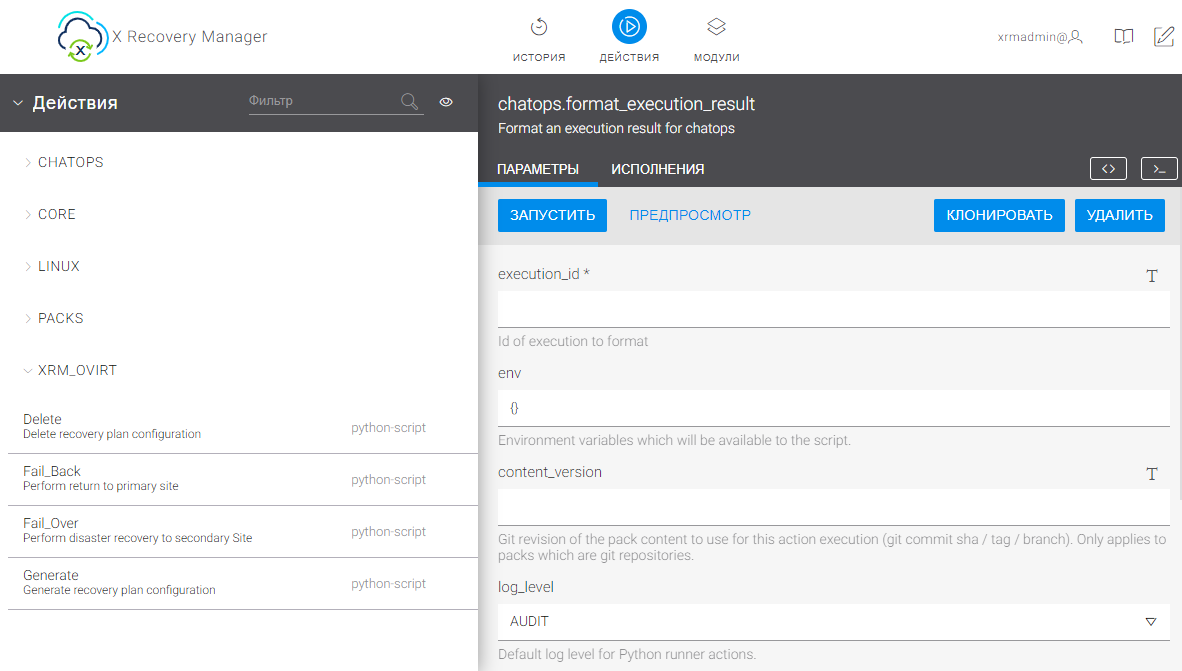 X Recovery Manager
ИСТОРИЯ
ДЕЙСТВИЯ
МОДУЛИ
xrmadmin@
Действия
Фильтр
CHATOPS
CORE
LINUX
PACKS
XRM_OVIRT
Delete
Delete recovery plan configuration
python-script
Fail_Back
Perform return to primary site
python-script
Fail_Over
Perform disaster recovery to secondary Site
python-script
Generate
Generate recovery plan configuration
python-script
chatops.format_execution_result
Format an execution result for chatops
ПАРАМЕТРЫ ИСПОЛНЕНИЯ
ЗАПУСТИТЬ ПРЕДПРОСМОТР КЛОНИРОВАТЬ УДАЛИТЬ
execution_id *
Id of execution to format
env
{}
Environment variables which will be available to the script.
content_version
Git revision of the pack content to use for this action execution (git commit sha / tag / branch). Only applies to
packs which are git repositories.
log_level
AUDIT
Default log level for Python runner actions.